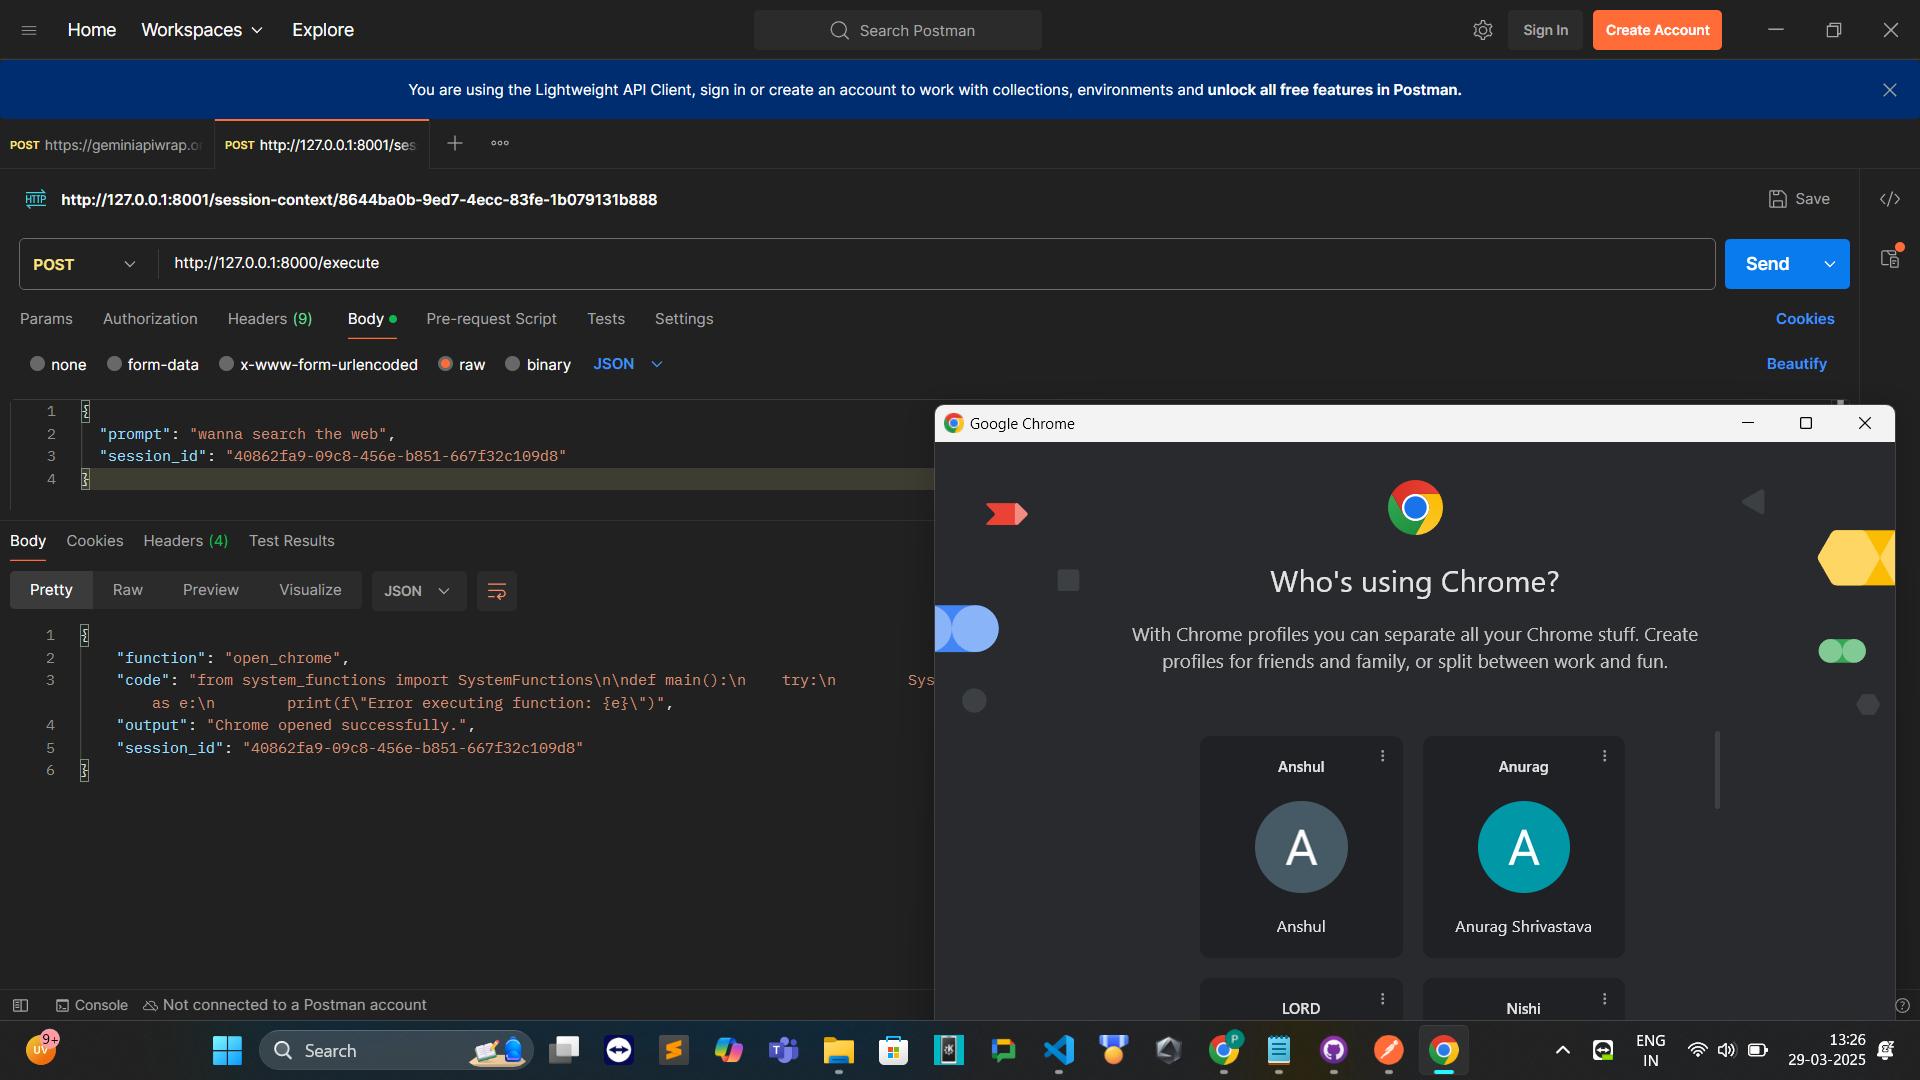 Home Workspaces Explore
Search Postman
Sign In Create Account
You are using the Lightweight API Client, sign in or create an account to work with collections, environments and unlock all free features in Postman.
POST https://geminiapiwrap.o
POST http://127.0.0.1:8001/ses
HTTP http://127.0.0.1:8001/session-context/8644ba0b-9ed7-4ecc-83fe-1b079131b888
Save
POST http://127.0.0.1:8000/execute
Send
Params Authorization Headers (9) Body Pre-request Script Tests Settings
Cookies
none form-data x-www-form-urlencoded raw binary JSON
Beautify
1 {
2 "prompt": "wanna search the web",
3 "session_id": "40862fa9-09c8-456e-b851-667f32c109d8"
4 }
Body Cookies Headers (4) Test Results
Pretty Raw Preview Visualize JSON
1 {
2 "function": "open_chrome",
3 "code": "from system_functions import SystemFunctions\n\ndef main():\n    try:\n        Sys
as e:\n        print(f\"Error executing function: {e}\")",
4 "output": "Chrome opened successfully.",
5 "session_id": "40862fa9-09c8-456e-b851-667f32c109d8"
6 }
Google Chrome
Who's using Chrome?
With Chrome profiles you can separate all your Chrome stuff. Create
profiles for friends and family, or split between work and fun.
Anshul
A
Anshul
Anurag
A
Anurag Shrivastava
LORD
Nishi
Console Not connected to a Postman account
UV 9+
Search
P
ENG
IN
13:26
29-03-2025